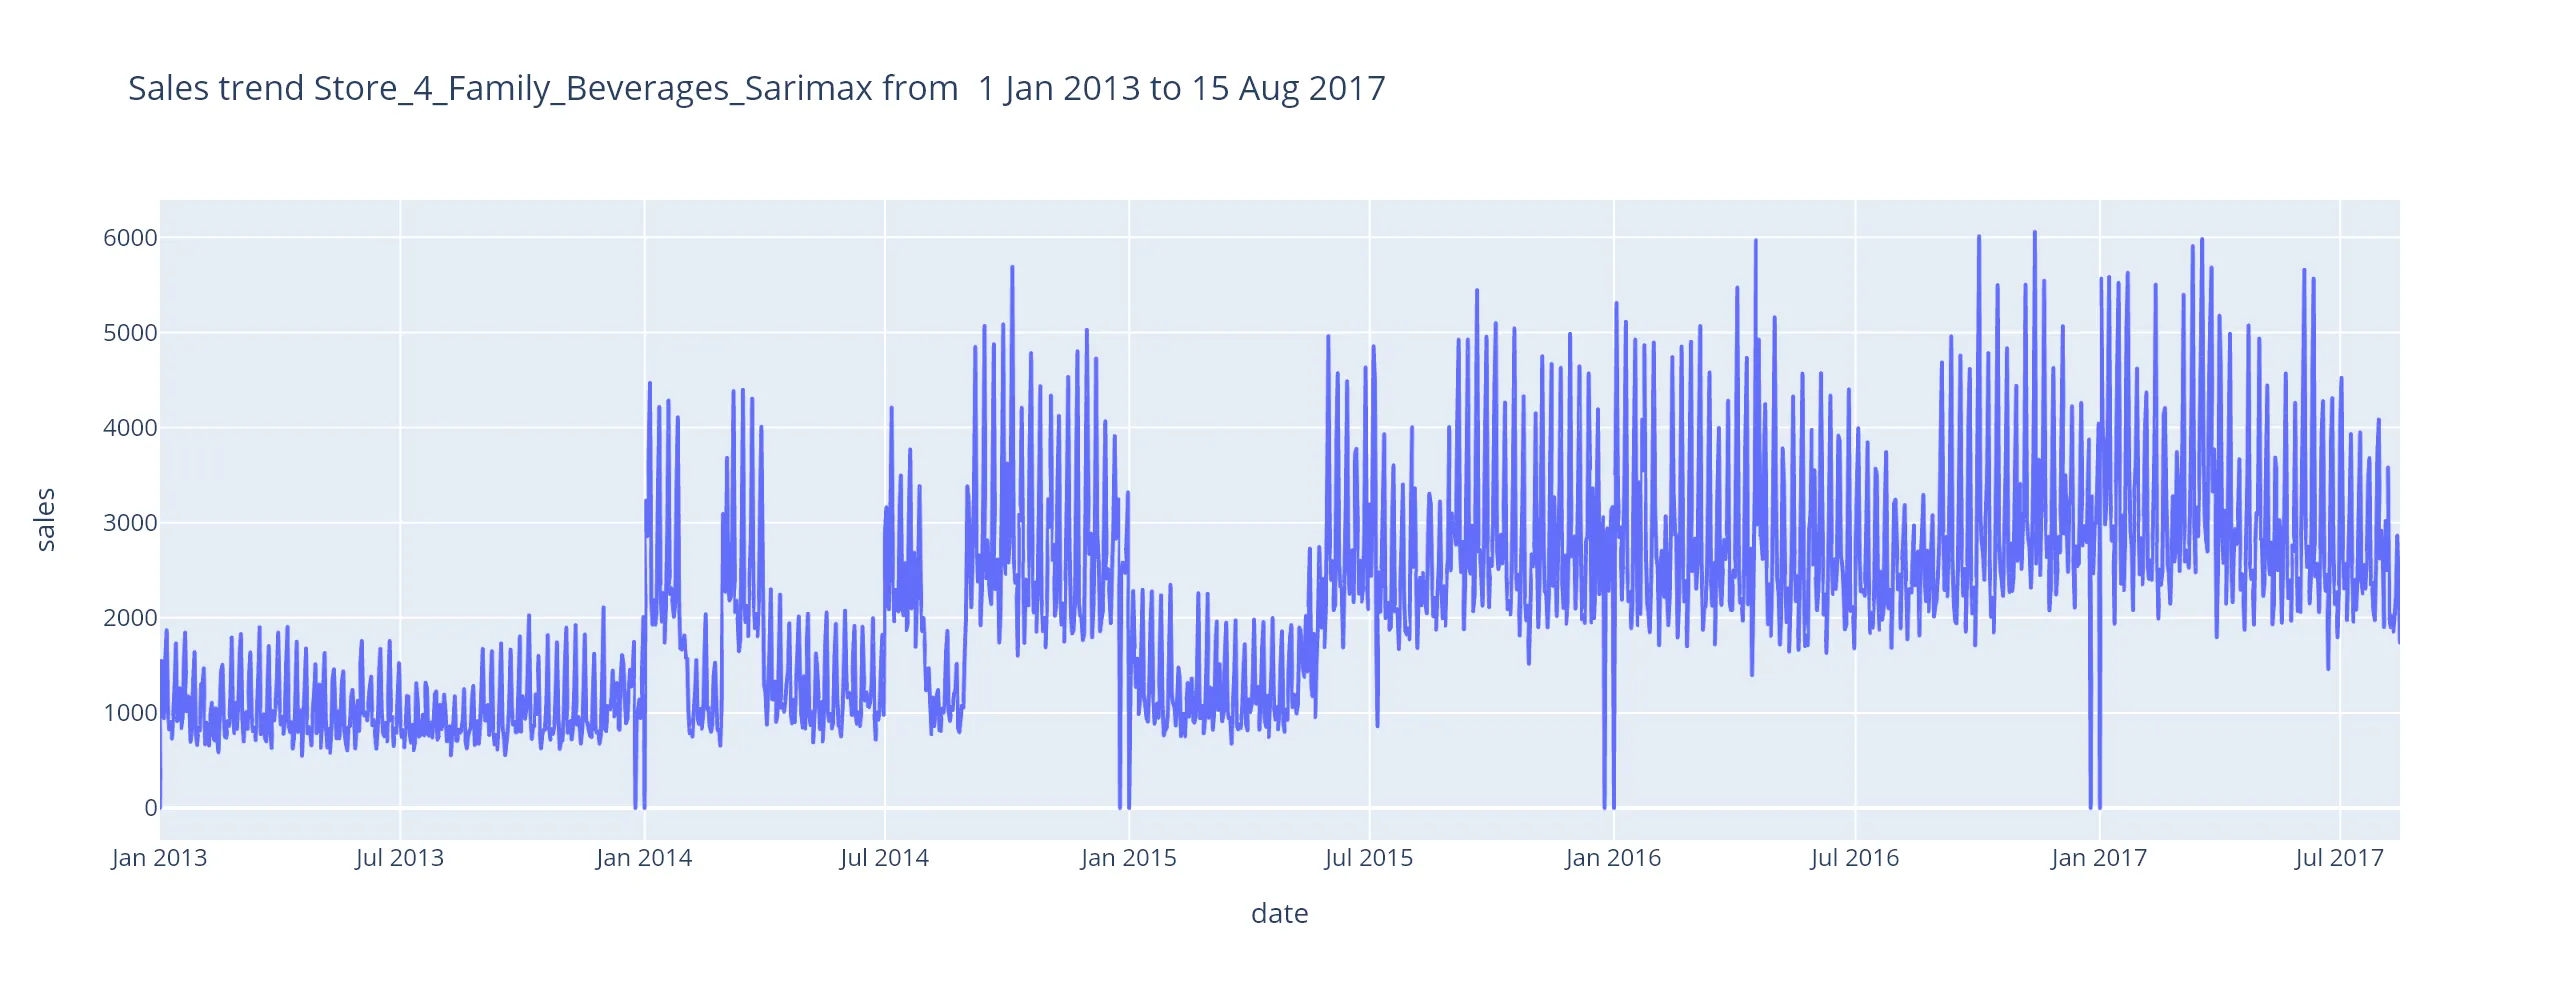 Sales trend Store_4_Family_Beverages_Sarimax from  1 Jan 2013 to 15 Aug 2017
sales
6000
5000
4000
3000
2000
1000
0
Jan 2013 Jul 2013 Jan 2014 Jul 2014 Jan 2015 Jul 2015 Jan 2016 Jul 2016 Jan 2017 Jul 2017
date